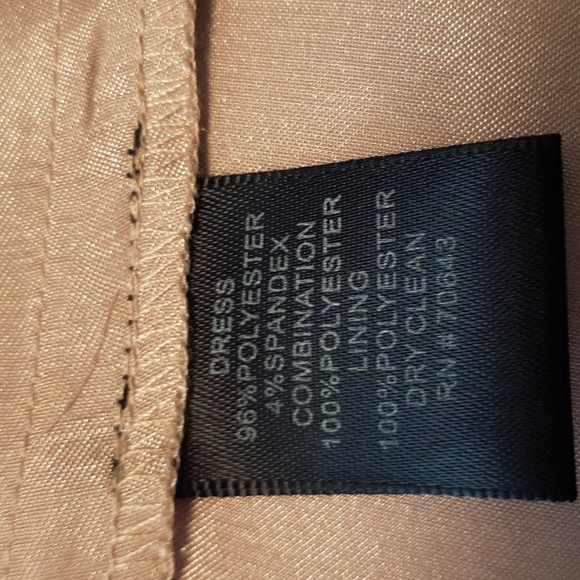 DRESS
96%POLYESTER
4%SPANDEX
COMBINATION
100%POLYESTER
LINING
100%POLYESTER
DRY CLEAN
RN# 70643